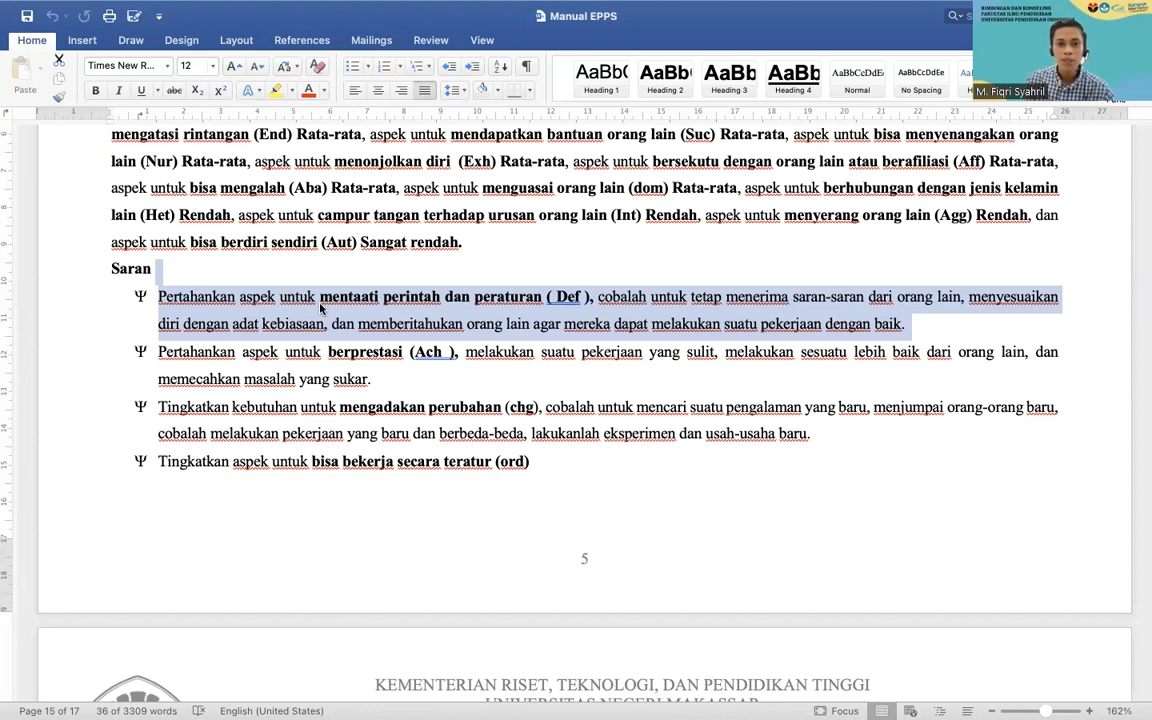 Manual EPPS
Home Insert Draw Design Layout References Mailings Review View
BIMBINGAN DAN KONSELING
FAKULTAS ILMU PENDIDIKAN
UNIVERSITAS PENDIDIKAN INDONESIA
M. Fiqri Syahril
Paste
Times New R... 12
AaBb( Heading 1
AaBb( Heading 2
AaBb( Heading 3
AaBb( Heading 4
AaBbCcDdE Normal
AaBbCcDdEe No Spacing
mengatasi rintangan (End) Rata-rata, aspek untuk mendapatkan bantuan orang lain (Suc) Rata-rata, aspek untuk bisa menyenangakan orang
lain (Nur) Rata-rata, aspek untuk menonjolkan diri (Exh) Rata-rata, aspek untuk bersekutu dengan orang lain atau berafiliasi (Aff) Rata-rata,
aspek untuk bisa mengalah (Aba) Rata-rata, aspek untuk menguasai orang lain (dom) Rata-rata, aspek untuk berhubungan dengan jenis kelamin
lain (Het) Rendah, aspek untuk campur tangan terhadap urusan orang lain (Int) Rendah, aspek untuk menyerang orang lain (Agg) Rendah, dan
aspek untuk bisa berdiri sendiri (Aut) Sangat rendah.
Saran
Ψ Pertahankan aspek untuk mentaati perintah dan peraturan ( Def ), cobalah untuk tetap menerima saran-saran dari orang lain, menyesuaikan
diri dengan adat kebiasaan, dan memberitahukan orang lain agar mereka dapat melakukan suatu pekerjaan dengan baik.
Ψ Pertahankan aspek untuk berprestasi (Ach ), melakukan suatu pekerjaan yang sulit, melakukan sesuatu lebih baik dari orang lain, dan
memecahkan masalah yang sukar.
Ψ Tingkatkan kebutuhan untuk mengadakan perubahan (chg), cobalah untuk mencari suatu pengalaman yang baru, menjumpai orang-orang baru,
cobalah melakukan pekerjaan yang baru dan berbeda-beda, lakukanlah eksperimen dan usah-usaha baru.
Ψ Tingkatkan aspek untuk bisa bekerja secara teratur (ord)
5
KEMENTERIAN RISET, TEKNOLOGI, DAN PENDIDIKAN TINGGI
UNIVERSITAS NEGERI MAKASSAR
Page 15 of 17 36 of 3309 words English (United States) Focus 162%